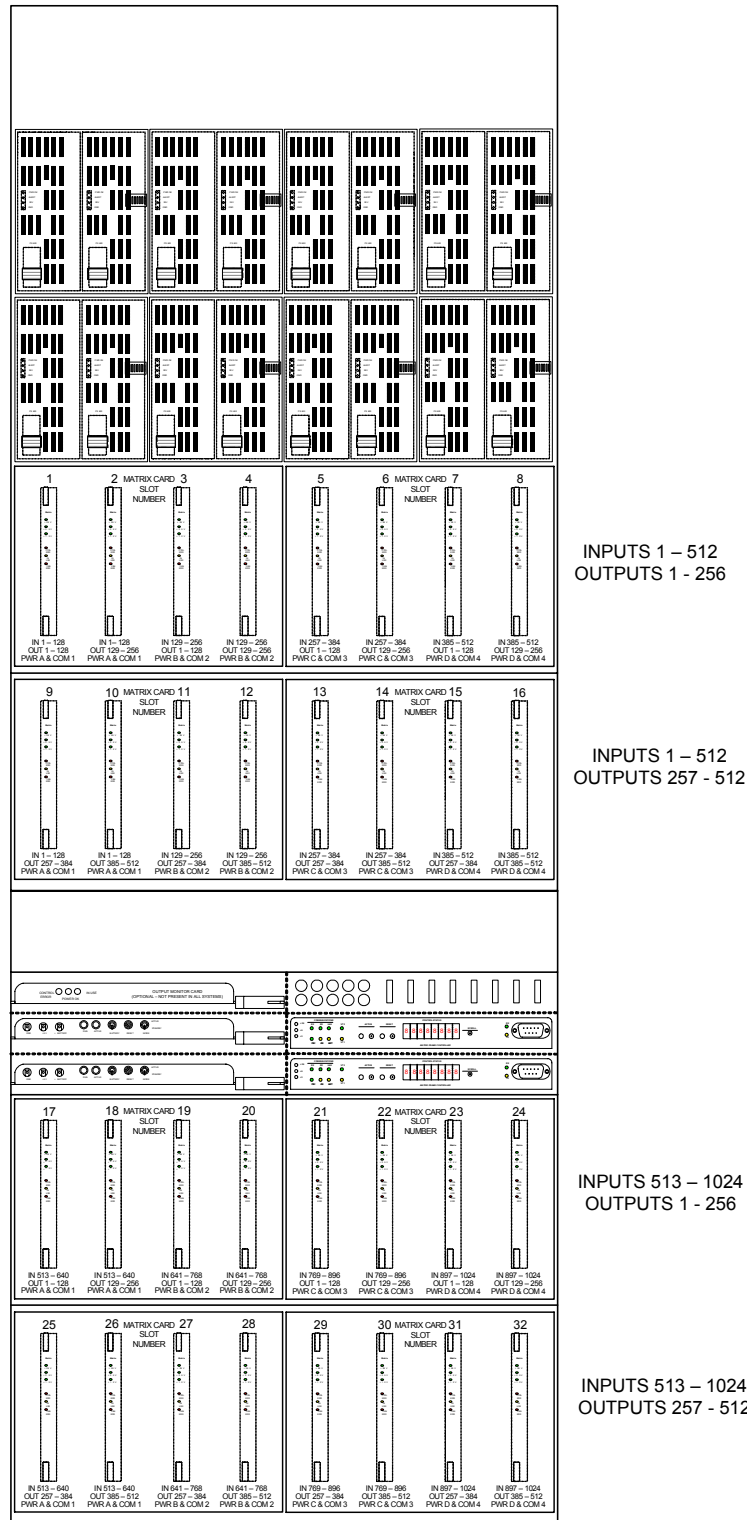 1 2 MATRIX CARD 3 4 5 6 MATRIX CARD 7 8
SLOT SLOT
NUMBER NUMBER
IN 1 – 128 IN 1 – 128 IN 129 – 256 IN 129 – 256 IN 257 – 384 IN 257 – 384 IN 385 – 512 IN 385 – 512
OUT 1 – 128 OUT 129 – 256 OUT 1 – 128 OUT 129 – 256 OUT 1 – 128 OUT 129 – 256 OUT 1 – 128 OUT 129 – 256
PWR A & COM 1 PWR A & COM 1 PWR B & COM 2 PWR B & COM 2 PWR C & COM 3 PWR C & COM 3 PWR D & COM 4 PWR D & COM 4
INPUTS 1 – 512
OUTPUTS 1 - 256
9 10 MATRIX CARD 11 12 13 14 MATRIX CARD 15 16
SLOT SLOT
NUMBER NUMBER
IN 1 – 128 IN 1 – 128 IN 129 – 256 IN 129 – 256 IN 257 – 384 IN 257 – 384 IN 385 – 512 IN 385 – 512
OUT 257 – 384 OUT 385 – 512 OUT 257 – 384 OUT 385 – 512 OUT 257 – 384 OUT 385 – 512 OUT 257 – 384 OUT 385 – 512
PWR A & COM 1 PWR A & COM 1 PWR B & COM 2 PWR B & COM 2 PWR C & COM 3 PWR C & COM 3 PWR D & COM 4 PWR D & COM 4
INPUTS 1 – 512
OUTPUTS 257 - 512
CONTROL IN USE OUTPUT MONITOR CARD
ERROR POWER ON (OPTIONAL – NOT PRESENT IN ALL SYSTEMS)
17 18 MATRIX CARD 19 20 21 22 MATRIX CARD 23 24
SLOT SLOT
NUMBER NUMBER
IN 513 – 640 IN 513 – 640 IN 641 – 768 IN 641 – 768 IN 769 – 896 IN 769 – 896 IN 897 – 1024 IN 897 – 1024
OUT 1 – 128 OUT 129 – 256 OUT 1 – 128 OUT 129 – 256 OUT 1 – 128 OUT 129 – 256 OUT 1 – 128 OUT 129 – 256
PWR A & COM 1 PWR A & COM 1 PWR B & COM 2 PWR B & COM 2 PWR C & COM 3 PWR C & COM 3 PWR D & COM 4 PWR D & COM 4
INPUTS 513 – 1024
OUTPUTS 1 - 256
25 26 MATRIX CARD 27 28 29 30 MATRIX CARD 31 32
SLOT SLOT
NUMBER NUMBER
IN 513 – 640 IN 513 – 640 IN 641 – 768 IN 641 – 768 IN 769 – 896 IN 769 – 896 IN 897 – 1024 IN 897 – 1024
OUT 257 – 384 OUT 385 – 512 OUT 257 – 384 OUT 385 – 512 OUT 257 – 384 OUT 385 – 512 OUT 257 – 384 OUT 385 – 512
PWR A & COM 1 PWR A & COM 1 PWR B & COM 2 PWR B & COM 2 PWR C & COM 3 PWR C & COM 3 PWR D & COM 4 PWR D & COM 4
INPUTS 513 – 1024
OUTPUTS 257 - 512